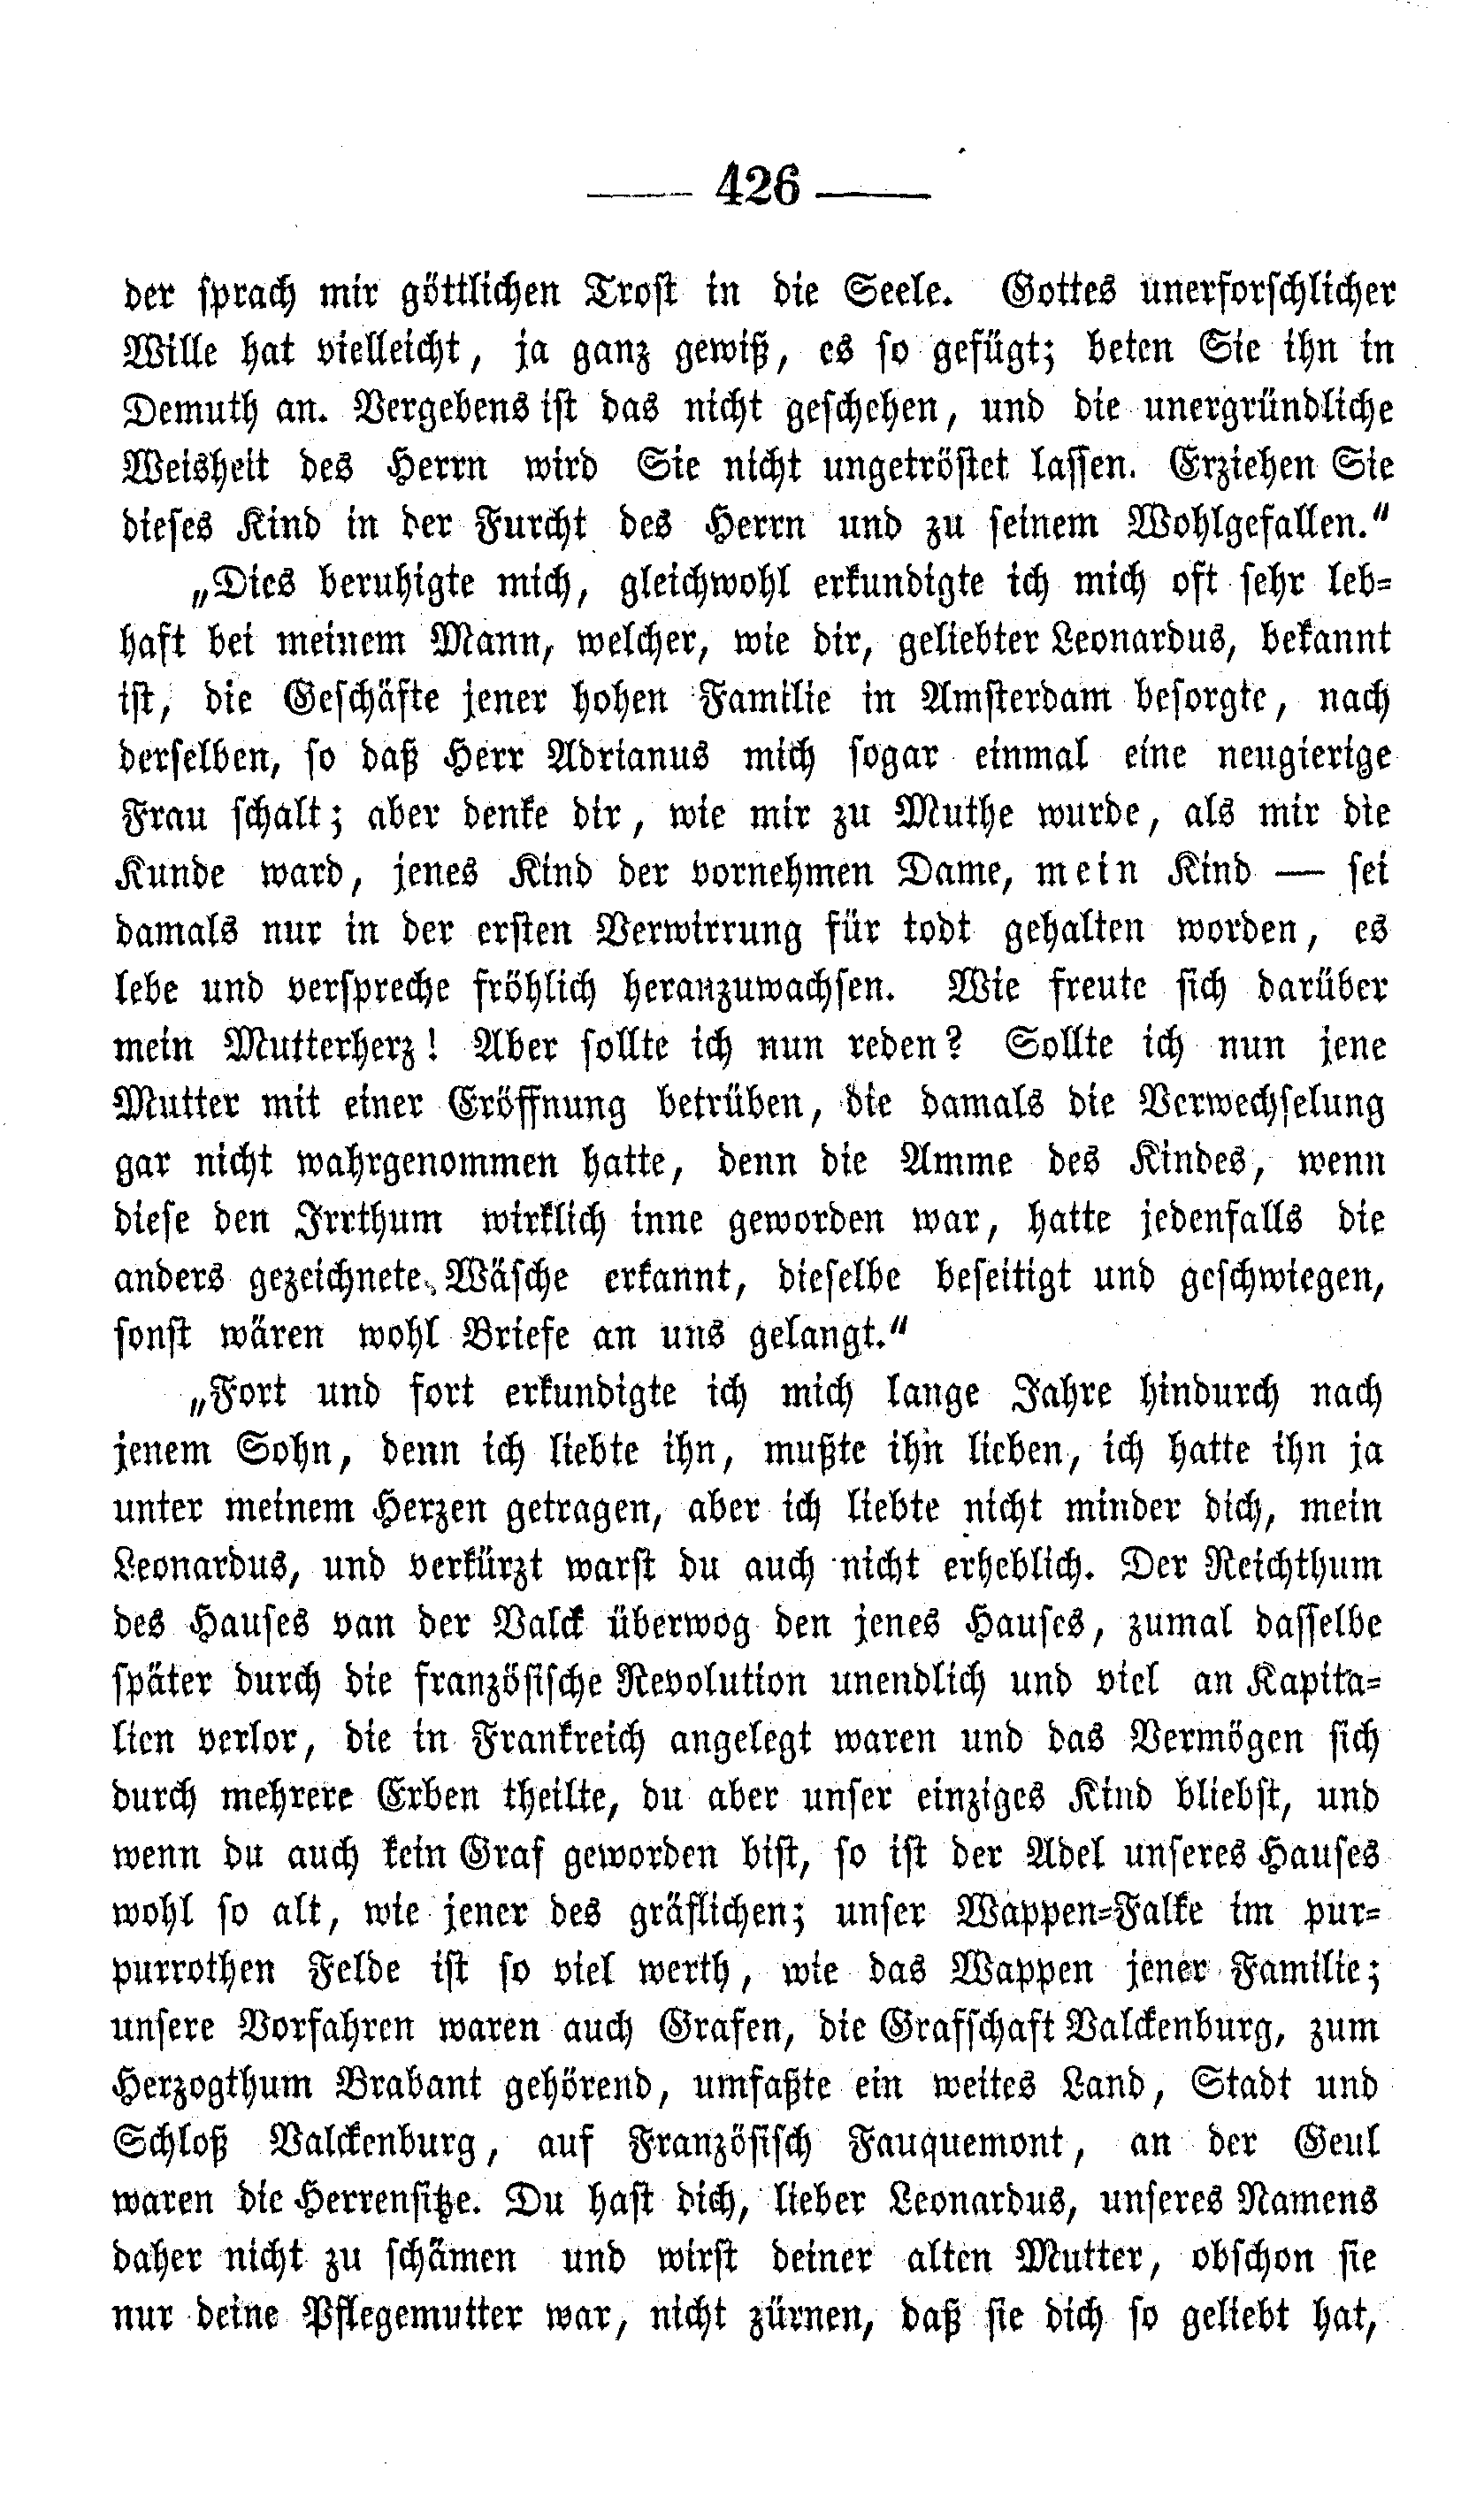 426
der sprach mir göttlichen Trost in die Seele. Gottes unerforschlicher
Wille hat vielleicht, ja ganz gewiß, es so gefügt; beten Sie ihn in
Demuth an. Vergebens ist das nicht geschehen, und die unergründliche
Weisheit des Herrn wird Sie nicht ungetröstet lassen. Erziehen Sie
dieses Kind in der Furcht des Herrn und zu seinem Wohlgefallen.“
„Dies beruhigte mich, gleichwohl erkundigte ich mich oft sehr leb-
haft bei meinem Mann, welcher, wie dir, geliebter Leonardus, bekannt
ist, die Geschäfte jener hohen Familie in Amsterdam besorgte, nach
derselben, so daß Herr Adrianus mich sogar einmal eine neugierige
Frau schalt; aber denke dir, wie mir zu Muthe wurde, als mir die
Kunde ward, jenes Kind der vornehmen Dame, mein Kind — sei
damals nur in der ersten Verwirrung für todt gehalten worden, es
lebe und verspreche fröhlich heranzuwachsen. Wie freute sich darüber
mein Mutterherz! Aber sollte ich nun reden? Sollte ich nun jene
Mutter mit einer Eröffnung betrüben, die damals die Verwechselung
gar nicht wahrgenommen hatte, denn die Amme des Kindes, wenn
diese den Irrthum wirklich inne geworden war, hatte jedenfalls die
anders gezeichnete Wäsche erkannt, dieselbe beseitigt und geschwiegen,
sonst wären wohl Briefe an uns gelangt.“
„Fort und fort erkundigte ich mich lange Jahre hindurch nach
jenem Sohn, denn ich liebte ihn, mußte ihn lieben, ich hatte ihn ja
unter meinem Herzen getragen, aber ich liebte nicht minder dich, mein
Leonardus, und verkürzt warst du auch nicht erheblich. Der Reichthum
des Hauses van der Valck überwog den jenes Hauses, zumal dasselbe
später durch die französische Revolution unendlich und viel an Kapita-
lien verlor, die in Frankreich angelegt waren und das Vermögen sich
durch mehrere Erben theilte, du aber unser einziges Kind bliebst, und
wenn du auch kein Graf geworden bist, so ist der Adel unseres Hauses
wohl so alt, wie jener des gräflichen; unser Wappen-Falke im pur-
purrothen Felde ist so viel werth, wie das Wappen jener Familie;
unsere Vorfahren waren auch Grafen, die Grafschaft Valckenburg, zum
Herzogthum Brabant gehörend, umfaßte ein weites Land, Stadt und
Schloß Valckenburg, auf Französisch Fauquemont, an der Geul
waren die Herrensitze. Du hast dich, lieber Leonardus, unseres Namens
daher nicht zu schämen und wirst deiner alten Mutter, obschon sie
nur deine Pflegemutter war, nicht zürnen, daß sie dich so geliebt hat,